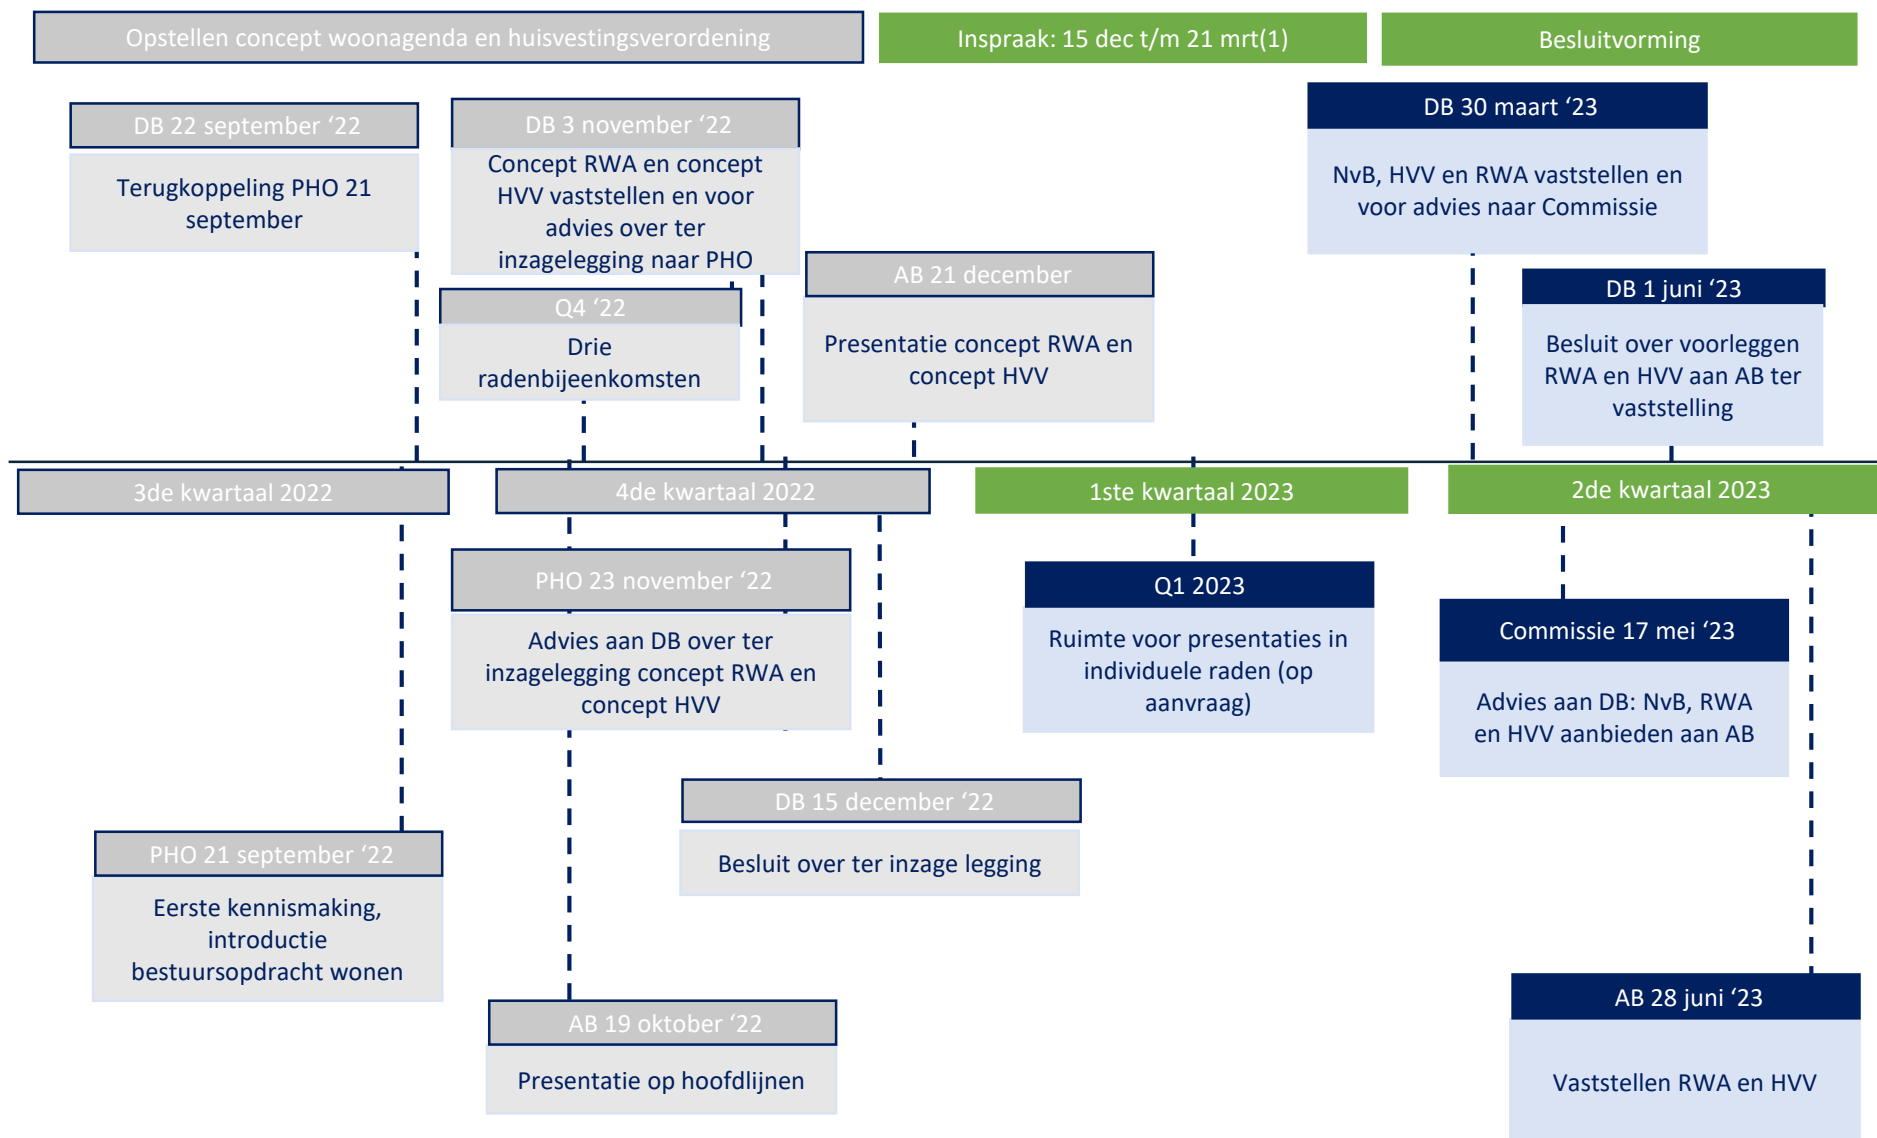 Opstellen concept woonagenda en huisvestingsverordening
Inspraak: 15 dec t/m 21 mrt(1)
Besluitvorming
DB 22 september ‘22
Terugkoppeling PHO 21
september
DB 3 november ‘22
Concept RWA en concept
HVV vaststellen en voor
advies over ter
inzagelegging naar PHO
Q4 ‘22
Drie
radenbijeenkomsten
AB 21 december
Presentatie concept RWA en
concept HVV
DB 30 maart ‘23
NvB, HVV en RWA vaststellen en
voor advies naar Commissie
DB 1 juni ‘23
Besluit over voorleggen
RWA en HVV aan AB ter
vaststelling
3de kwartaal 2022
4de kwartaal 2022
1ste kwartaal 2023
2de kwartaal 2023
PHO 21 september ‘22
Eerste kennismaking,
introductie
bestuursopdracht wonen
PHO 23 november ‘22
Advies aan DB over ter
inzagelegging concept RWA en
concept HVV
AB 19 oktober ‘22
Presentatie op hoofdlijnen
DB 15 december ‘22
Besluit over ter inzage legging
Q1 2023
Ruimte voor presentaties in
individuele raden (op
aanvraag)
Commissie 17 mei ‘23
Advies aan DB: NvB, RWA
en HVV aanbieden aan AB
AB 28 juni ‘23
Vaststellen RWA en HVV